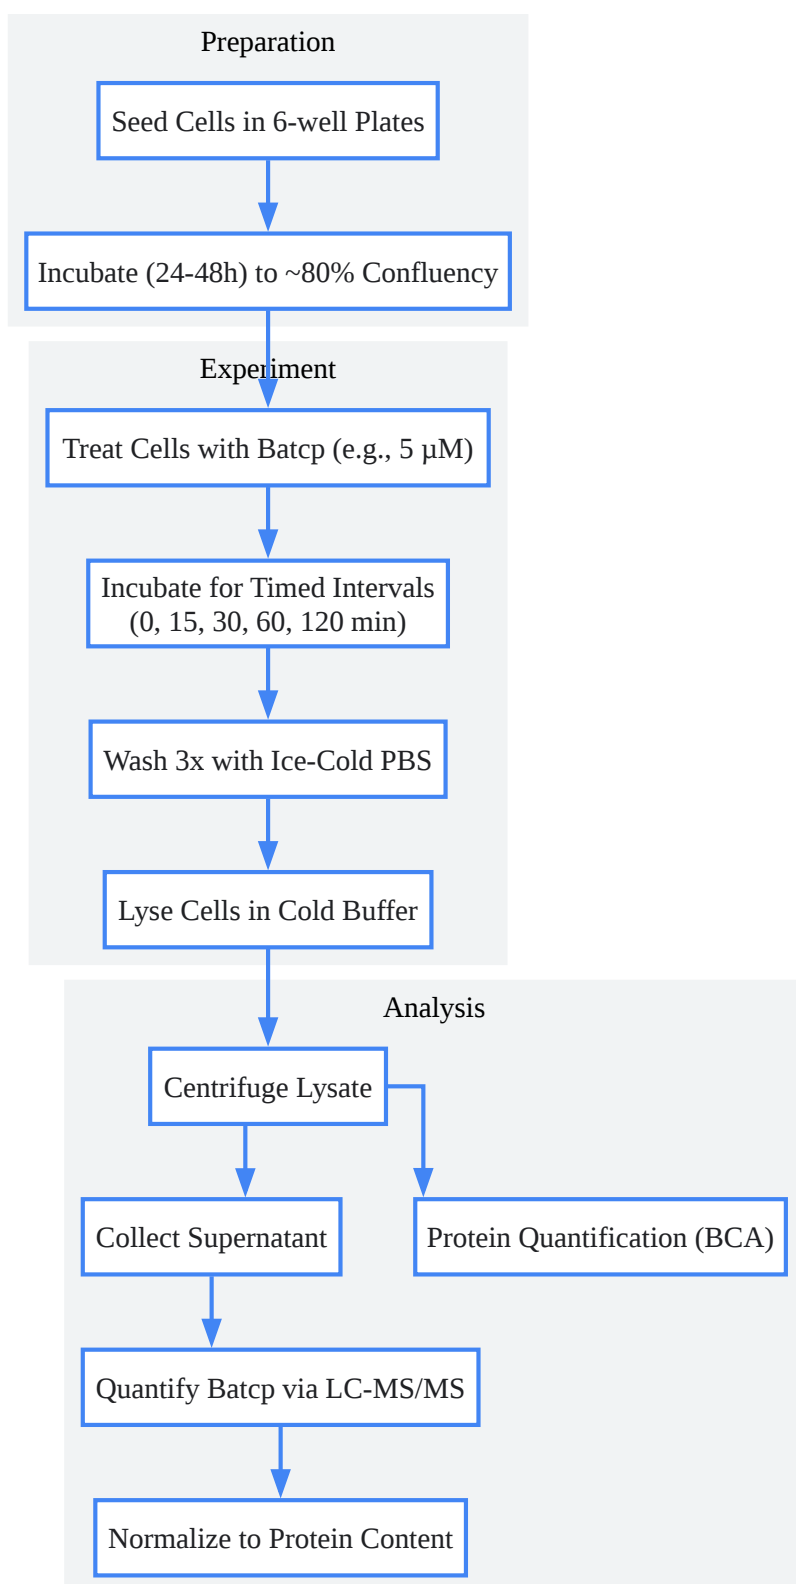 Preparation
Seed Cells in 6-well Plates
Incubate (24-48h) to ~80% Confluency
Experiment
Treat Cells with Batcp (e.g., 5 µM)
Incubate for Timed Intervals
(0, 15, 30, 60, 120 min)
Wash 3x with Ice-Cold PBS
Lyse Cells in Cold Buffer
Analysis
Centrifuge Lysate
Collect Supernatant
Protein Quantification (BCA)
Quantify Batcp via LC-MS/MS
Normalize to Protein Content